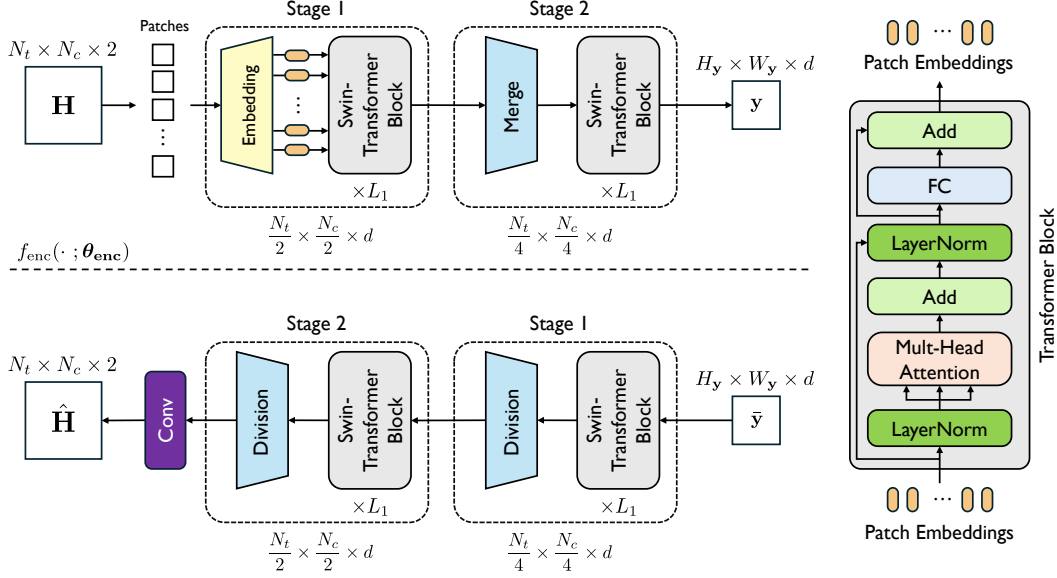 Stage 1
Stage 2
N_t × N_c × 2
Patches
H
⋮
Embedding
⋮
Swin-
Transformer
Block
× L_1
Merge
Swin-
Transformer
Block
× L_1
H_y × W_y × d
y
N_t/2 × N_c/2 × d
N_t/4 × N_c/4 × d
f_enc(· ; θ_enc)
Stage 2
Stage 1
N_t × N_c × 2
Ĥ
Conv
Division
Swin-
Transformer
Block
× L_1
Division
Swin-
Transformer
Block
× L_1
H_y × W_y × d
ȳ
N_t/2 × N_c/2 × d
N_t/4 × N_c/4 × d
···
Patch Embeddings
Add
FC
LayerNorm
Add
Mult-Head
Attention
LayerNorm
Transformer Block
···
Patch Embeddings